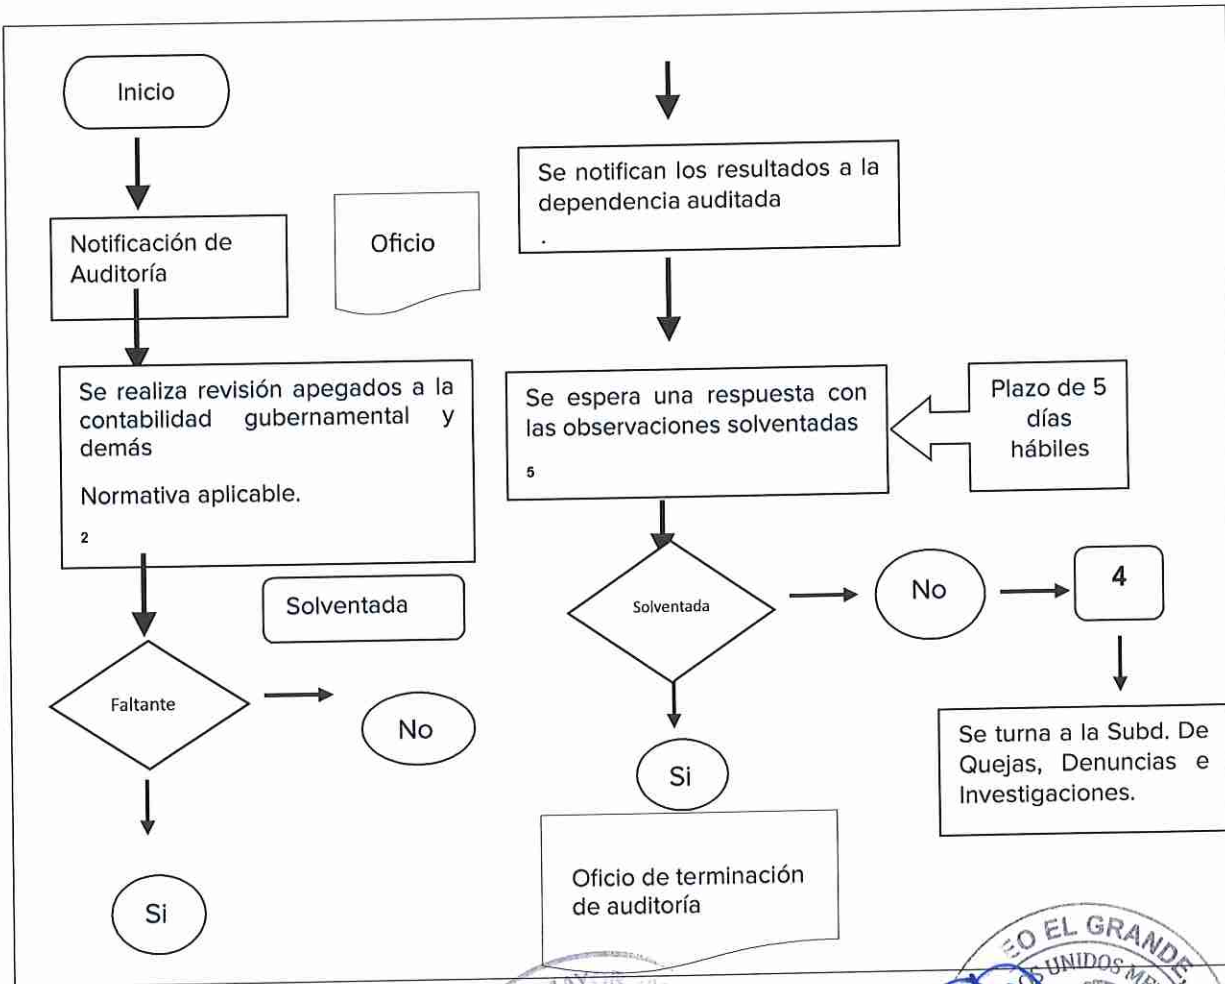 Inicio
Notificación de
Auditoría
Oficio
Se realiza revisión apegados a la
contabilidad gubernamental y
demás
Normativa aplicable.
2
Solventada
Faltante
No
Si
Se notifican los resultados a la
dependencia auditada
.
Se espera una respuesta con
las observaciones solventadas
5
Plazo de 5
días
hábiles
Solventada
No
4
Se turna a la Subd. De
Quejas, Denuncias e
Investigaciones.
Si
Oficio de terminación
de auditoría
EO EL GRANDE,
OS UNIDOS ME